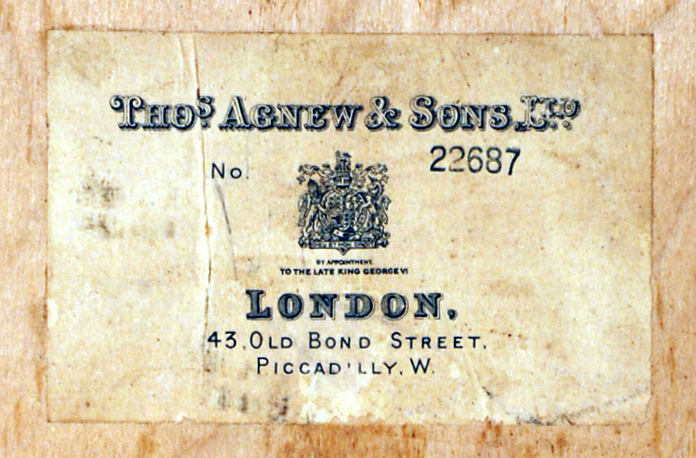 THOS AGNEW & SONS, LTD
No. 22687
BY APPOINTMENT.
TO THE LATE KING GEORGE VI
LONDON,
43, OLD BOND STREET,
PICCADILLY, W.